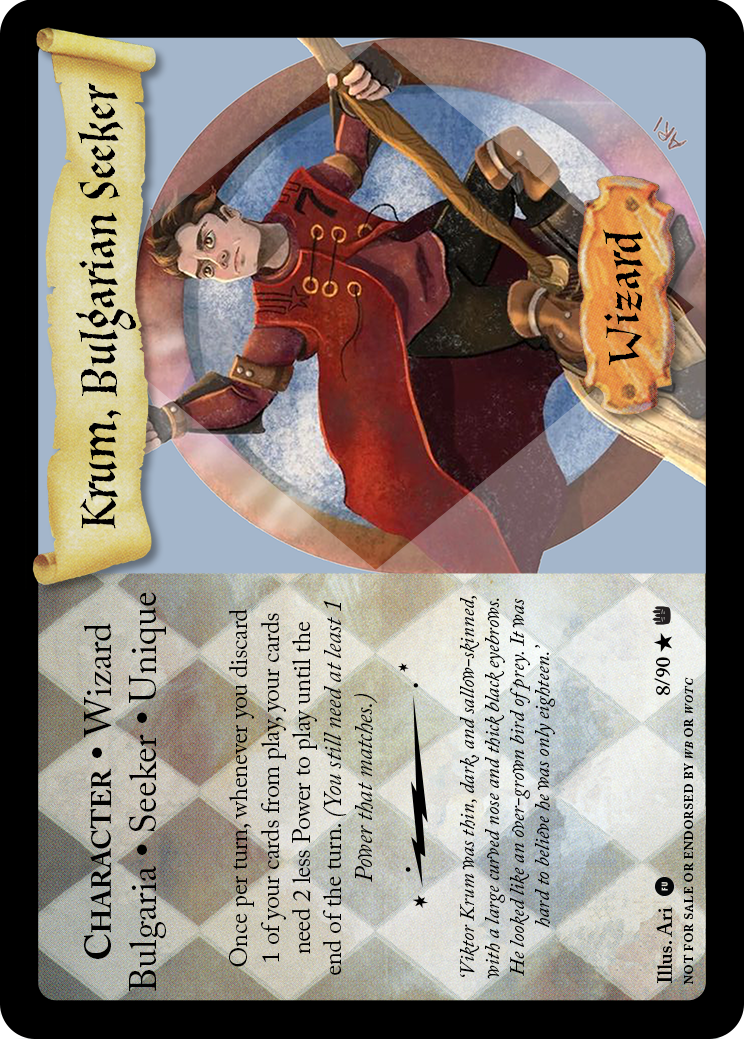 Krum, Bulgarian Seeker
ARI
7
Wizard
CHARACTER • Wizard
Bulgaria • Seeker • Unique
Once per turn, whenever you discard
1 of your cards from play, your cards
need 2 less Power to play until the
end of the turn. (You still need at least 1
Power that matches.)
‘Viktor Krum was thin, dark, and sallow-skinned,
with a large curved nose and thick black eyebrows.
He looked like an over-grown bird of prey. It was
hard to believe he was only eighteen.’
Illus. Ari FU 8/90 ★
NOT FOR SALE OR ENDORSED BY WB OR WOTC